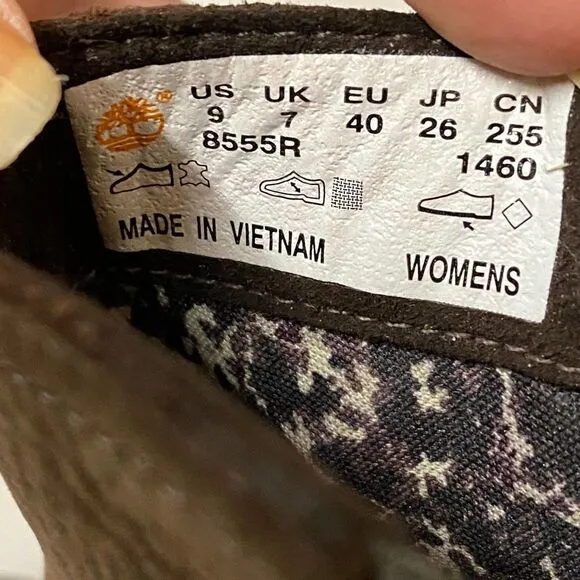 ® US UK EU JP CN
9 7 40 26 255
8555R 1460
MADE IN VIETNAM WOMENS